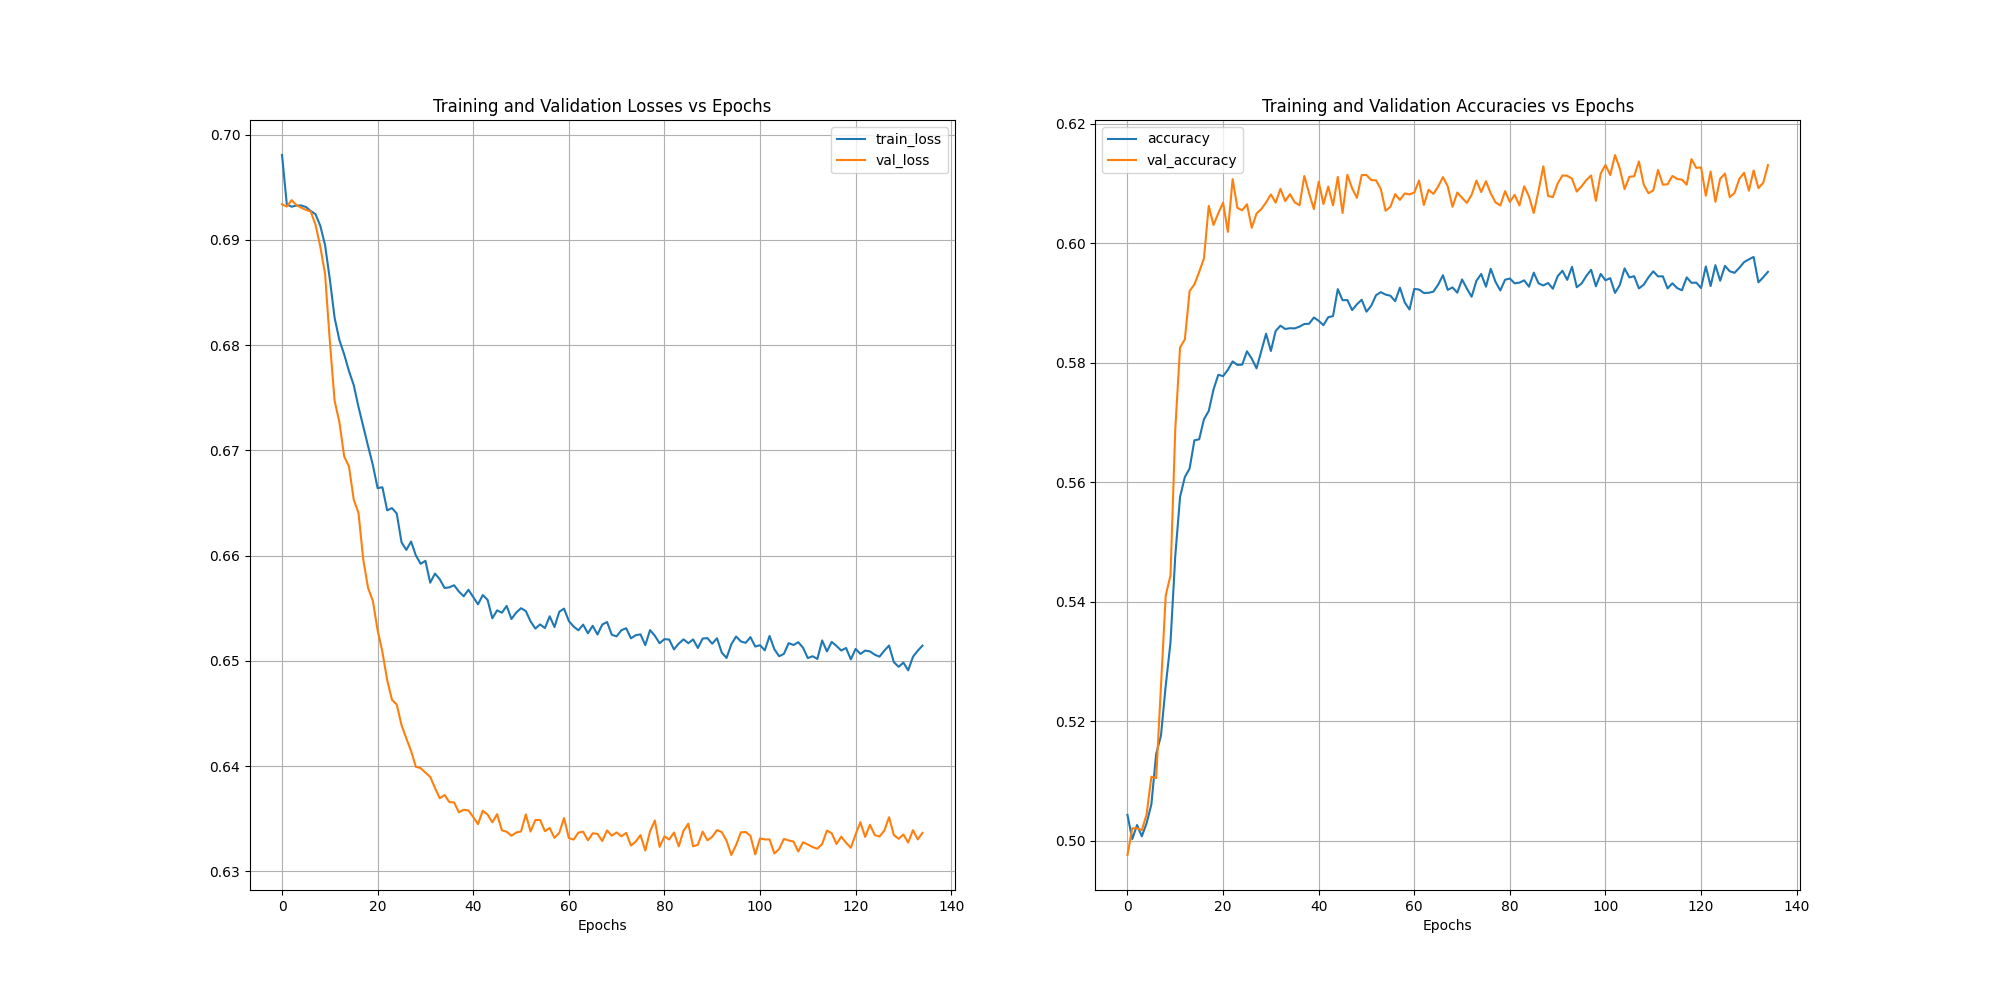 Training and Validation Losses vs Epochs
train_loss
val_loss
0.70
0.69
0.68
0.67
0.66
0.65
0.64
0.63
0 20 40 60 80 100 120 140
Epochs
Training and Validation Accuracies vs Epochs
accuracy
val_accuracy
0.62
0.60
0.58
0.56
0.54
0.52
0.50
0 20 40 60 80 100 120 140
Epochs